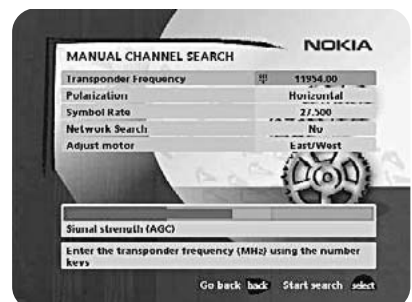 NOKIA
MANUAL CHANNEL SEARCH
Transponder Frequency 11954.00
Polarization Horizontal
Symbol Rate 27.500
Network Search No
Adjust motor East/West
Signal strength (AGC)
Enter the transponder frequency (MHz) using the number
keys
Go back back Start search select